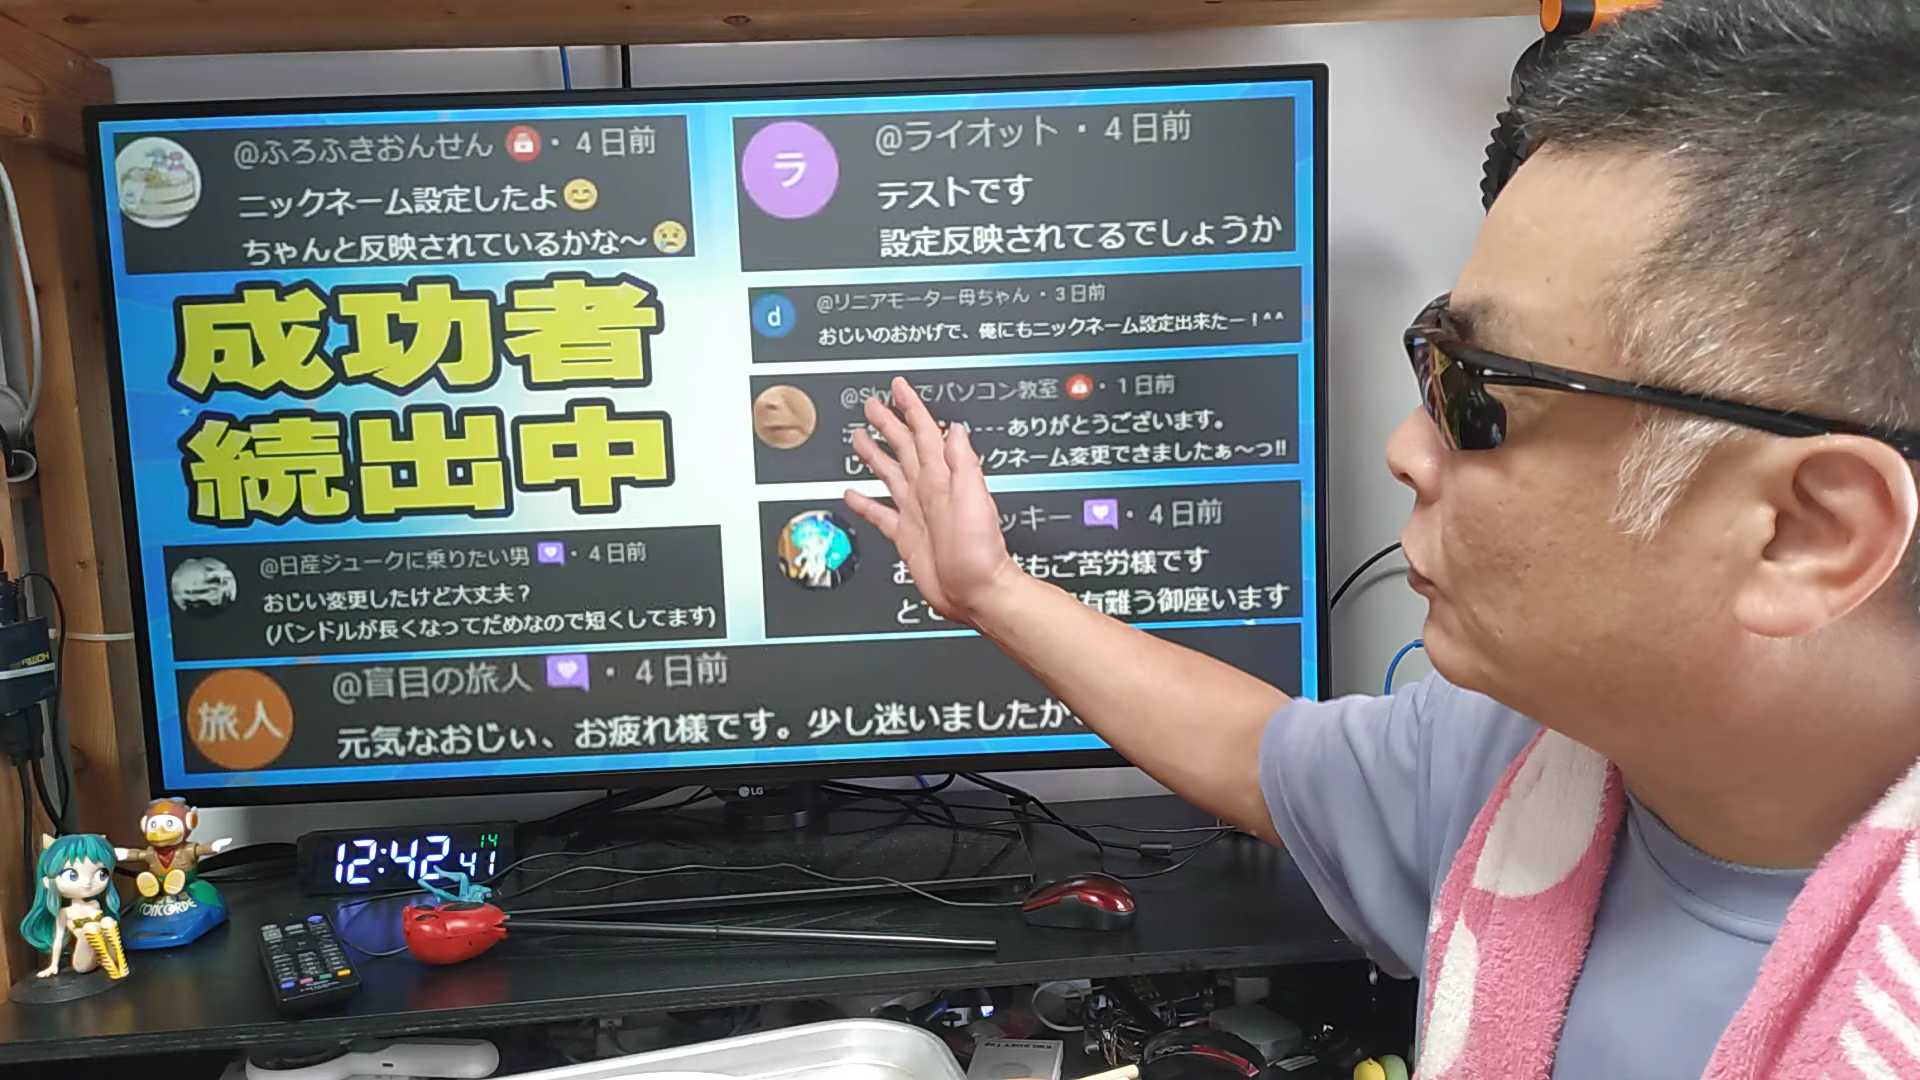 @ふろふきおんせん ・ 4日前
ニックネーム設定したよ😊
ちゃんと反映されているかな〜😢
成功者
続出中
@日産ジュークに乗りたい男 ・ 4日前
おじい変更したけど大丈夫？
(バンドルが長くなってだめなので短くしてます)
ラ
@ライオット ・ 4日前
テストです
設定反映されてるでしょうか
d
@リニアモーター母ちゃん ・ 3日前
おじいのおかげで、俺にもニックネーム設定出来たー！^^
でパソコン教室 ・ 1日前
・・・ありがとうございます。
クネーム変更できましたぁ〜っ!!
ッキー ・ 4日前
もご苦労様です
有難う御座います
旅人
@盲目の旅人 ・ 4日前
元気なおじぃ、お疲れ様です。少し迷いましたが
LG
12:42 41
14
CONCORDE